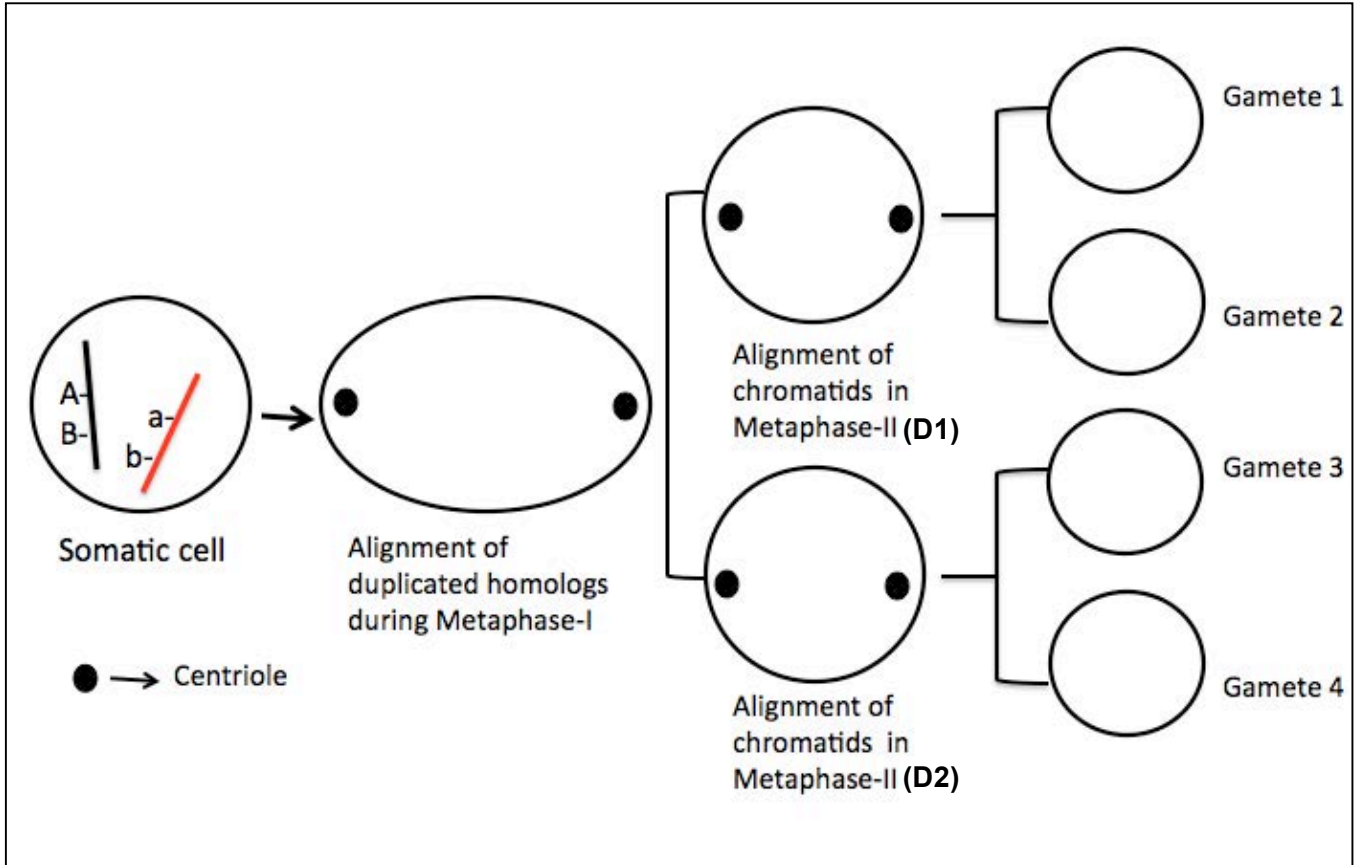 A-
B-
a-
b-
Somatic cell
Centriole
Alignment of
duplicated homologs
during Metaphase-I
Alignment of
chromatids in
Metaphase-II (D1)
Alignment of
chromatids in
Metaphase-II (D2)
Gamete 1
Gamete 2
Gamete 3
Gamete 4